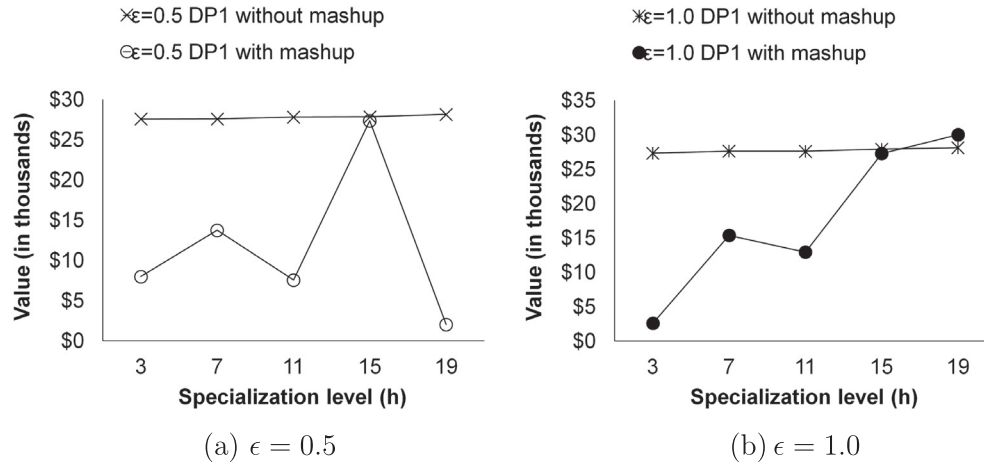 ε=0.5 DP1 without mashup
ε=0.5 DP1 with mashup
$30
$25
$20
$15
$10
$5
$0
Value (in thousands)
3 7 11 15 19
Specialization level (h)
(a) ϵ = 0.5
ε=1.0 DP1 without mashup
ε=1.0 DP1 with mashup
$35
$30
$25
$20
$15
$10
$5
$0
Value (in thousands)
3 7 11 15 19
Specialization level (h)
(b) ϵ = 1.0